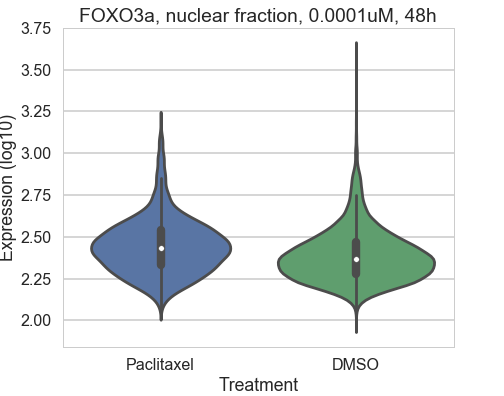 FOXO3a, nuclear fraction, 0.0001uM, 48h
3.75
3.50
3.25
3.00
2.75
2.50
2.25
2.00
Expression (log10)
Paclitaxel
DMSO
Treatment